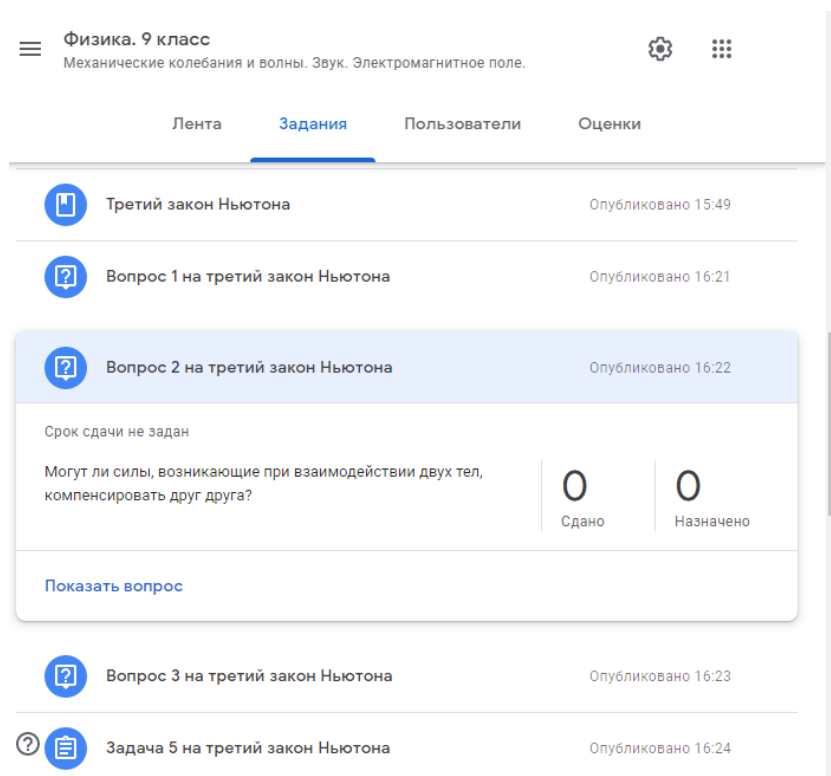 Физика. 9 класс
Механические колебания и волны. Звук. Электромагнитное поле.
Лента Задания Пользователи Оценки
Третий закон Ньютона Опубликовано 15:49
Вопрос 1 на третий закон Ньютона Опубликовано 16:21
Вопрос 2 на третий закон Ньютона Опубликовано 16:22
Срок сдачи не задан
Могут ли силы, возникающие при взаимодействии двух тел,
компенсировать друг друга?
0 0
Сдано Назначено
Показать вопрос
Вопрос 3 на третий закон Ньютона Опубликовано 16:23
Задача 5 на третий закон Ньютона Опубликовано 16:24